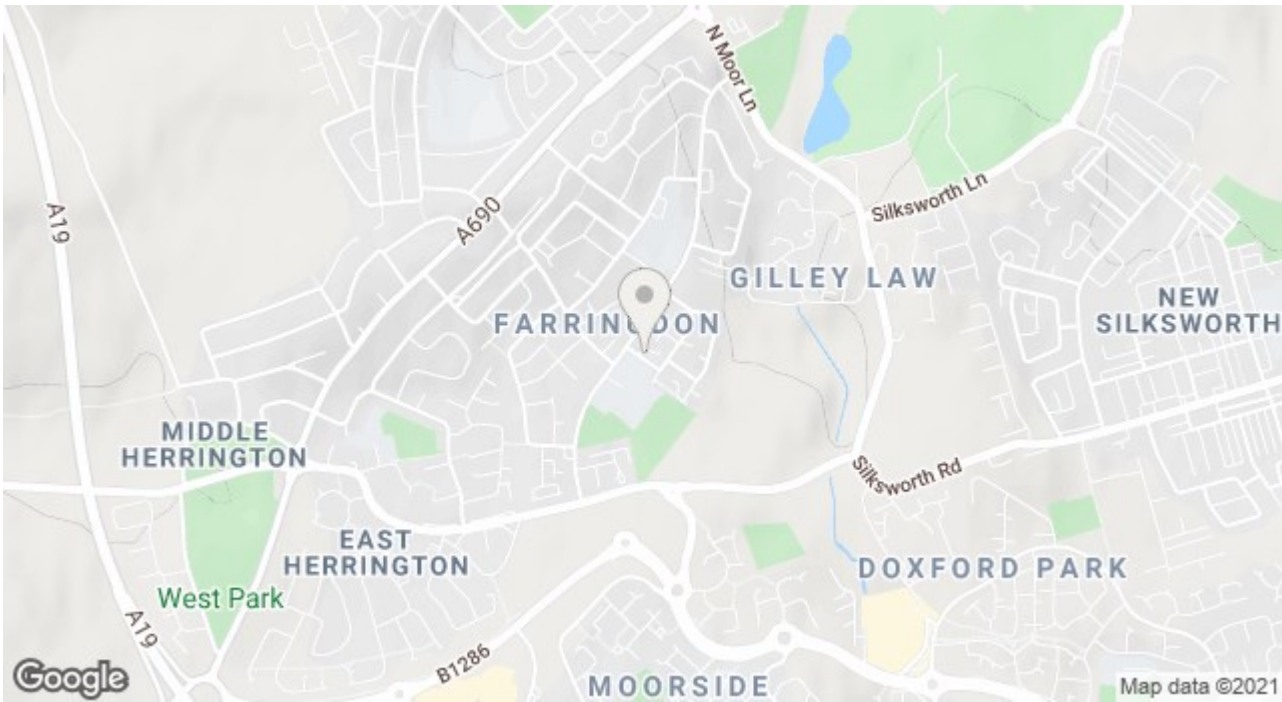 N Moor Ln
Silksworth Ln
A19
A690
GILLEY LAW
NEW
SILKSWORTH
FARRINGDON
MIDDLE
HERRINGTON
Silksworth Rd
EAST
HERRINGTON
DOXFORD PARK
West Park
A19
B1286
MOORSIDE
Google
Map data ©2021